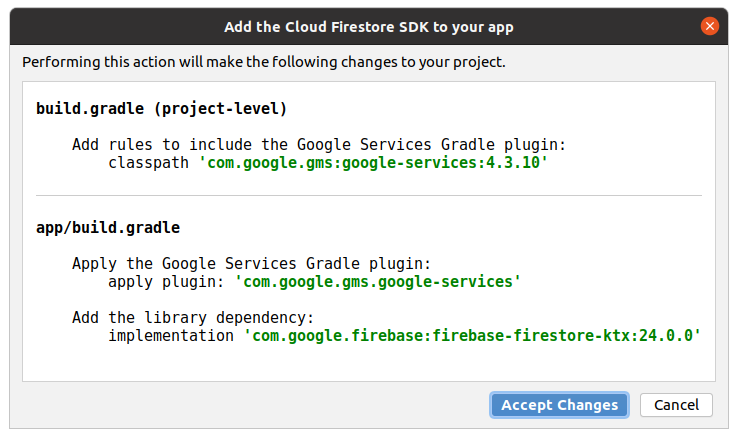 Add the Cloud Firestore SDK to your app
Performing this action will make the following changes to your project.
build.gradle (project-level)
Add rules to include the Google Services Gradle plugin:
classpath 'com.google.gms:google-services:4.3.10'
app/build.gradle
Apply the Google Services Gradle plugin:
apply plugin: 'com.google.gms.google-services'
Add the library dependency:
implementation 'com.google.firebase:firebase-firestore-ktx:24.0.0'
Accept Changes
Cancel